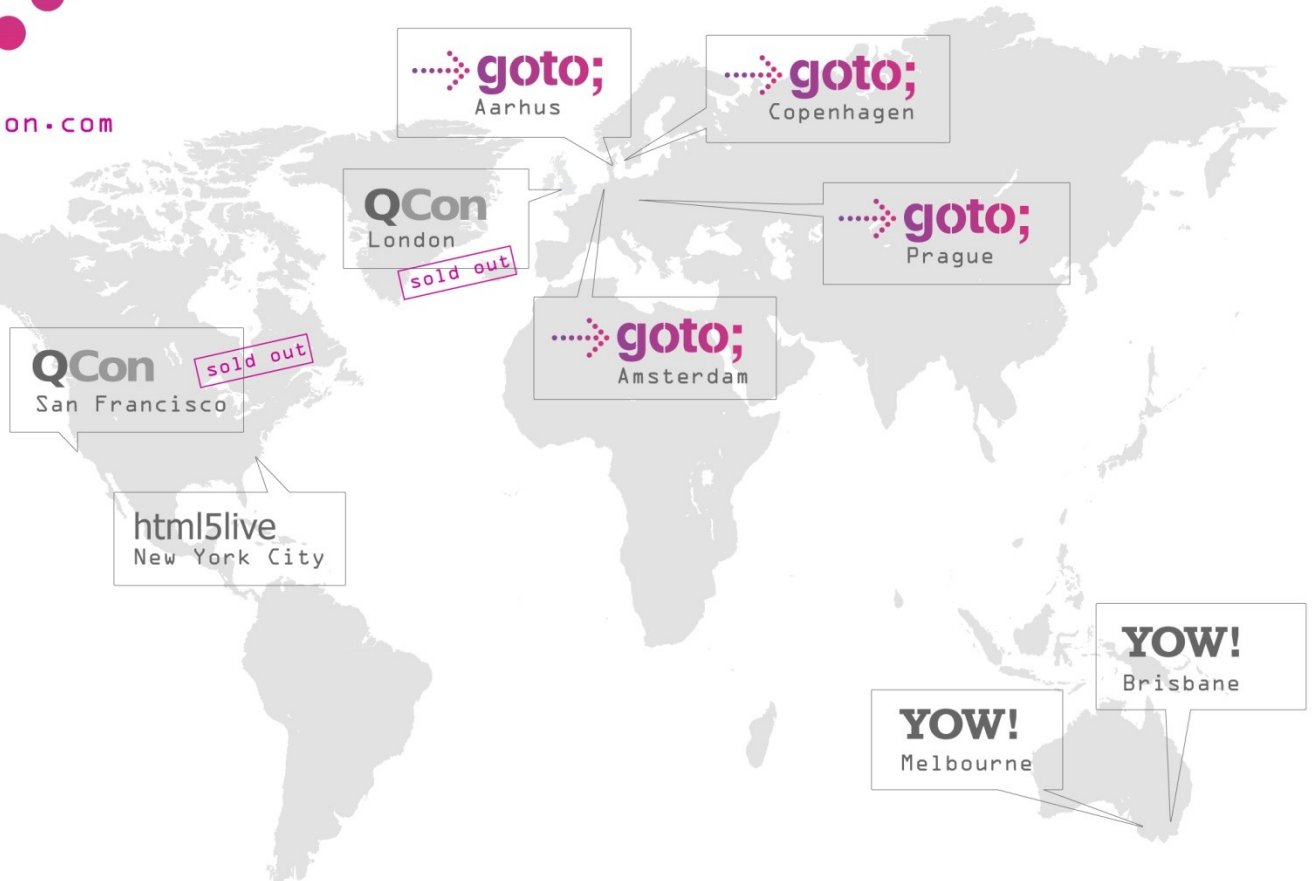 on.com
goto;
Aarhus
goto;
Copenhagen
QCon
London
sold out
goto;
Prague
goto;
Amsterdam
QCon
San Francisco
sold out
html5live
New York City
YOW!
Brisbane
YOW!
Melbourne